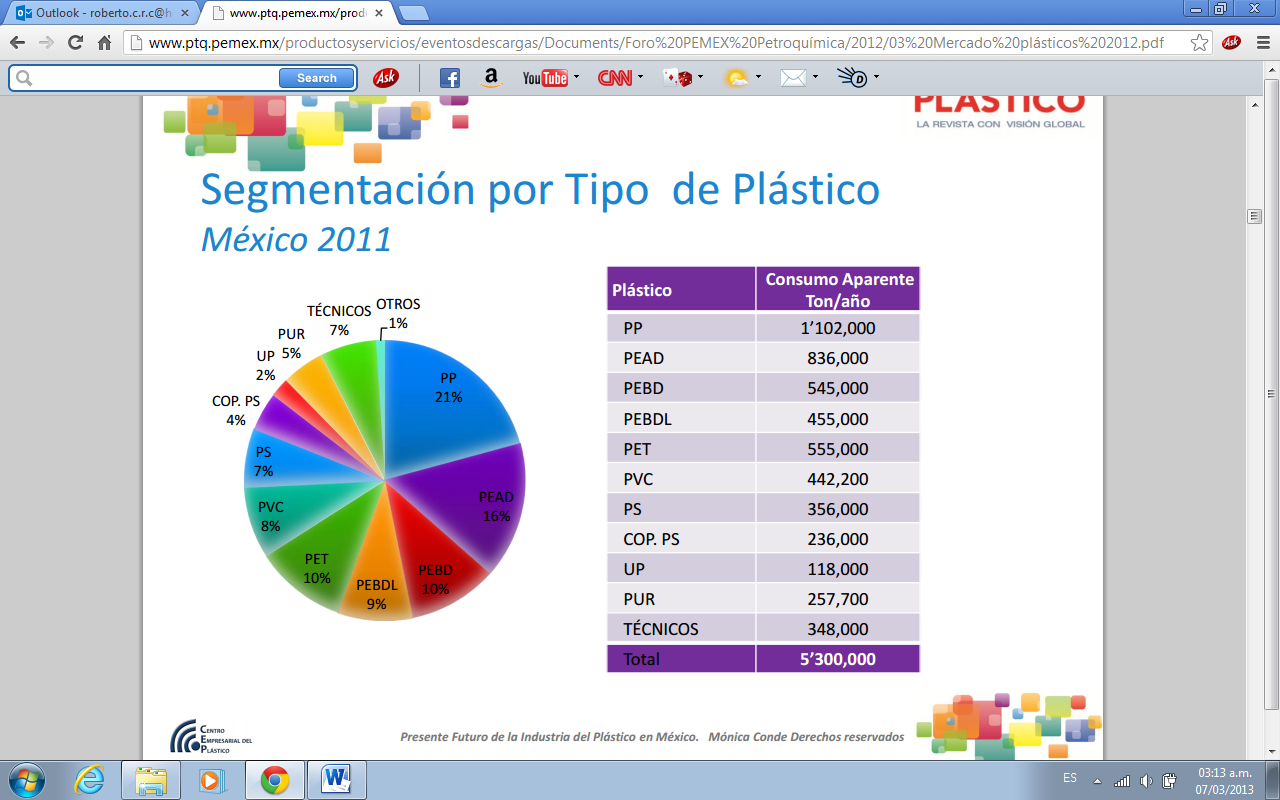 Outlook - roberto.c.r.c@h
www.ptq.pemex.mx/prod
www.ptq.pemex.mx/productosyservicios/eventosdescargas/Documents/Foro%20PEMEX%20Petroquímica/2012/03%20Mercado%20plásticos%202012.pdf
Ask
Search
Ask
f
a
YouTube
CNN
D
PLÁSTICO
LA REVISTA CON VISIÓN GLOBAL
Segmentación por Tipo de Plástico
México 2011
TÉCNICOS
7%
OTROS
1%
PUR
5%
UP
2%
COP. PS
4%
PS
7%
PVC
8%
PET
10%
PEBDL
9%
PEBD
10%
PEAD
16%
PP
21%
Plástico Consumo Aparente
Ton/año
PP 1’102,000
PEAD 836,000
PEBD 545,000
PEBDL 455,000
PET 555,000
PVC 442,200
PS 356,000
COP. PS 236,000
UP 118,000
PUR 257,700
TÉCNICOS 348,000
Total 5’300,000
CENTRO
EMPRESARIAL DEL
PLÁSTICO
Presente Futuro de la Industria del Plástico en México. Mónica Conde Derechos reservados
ES
03:13 a.m.
07/03/2013